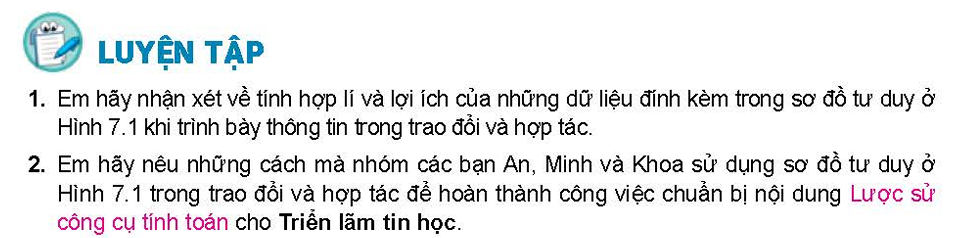 LUYỆN TẬP
1. Em hãy nhận xét về tính hợp lí và lợi ích của những dữ liệu đính kèm trong sơ đồ tư duy ở
Hình 7.1 khi trình bày thông tin trong trao đổi và hợp tác.
2. Em hãy nêu những cách mà nhóm các bạn An, Minh và Khoa sử dụng sơ đồ tư duy ở
Hình 7.1 trong trao đổi và hợp tác để hoàn thành công việc chuẩn bị nội dung Lược sử
công cụ tính toán cho Triển lãm tin học.